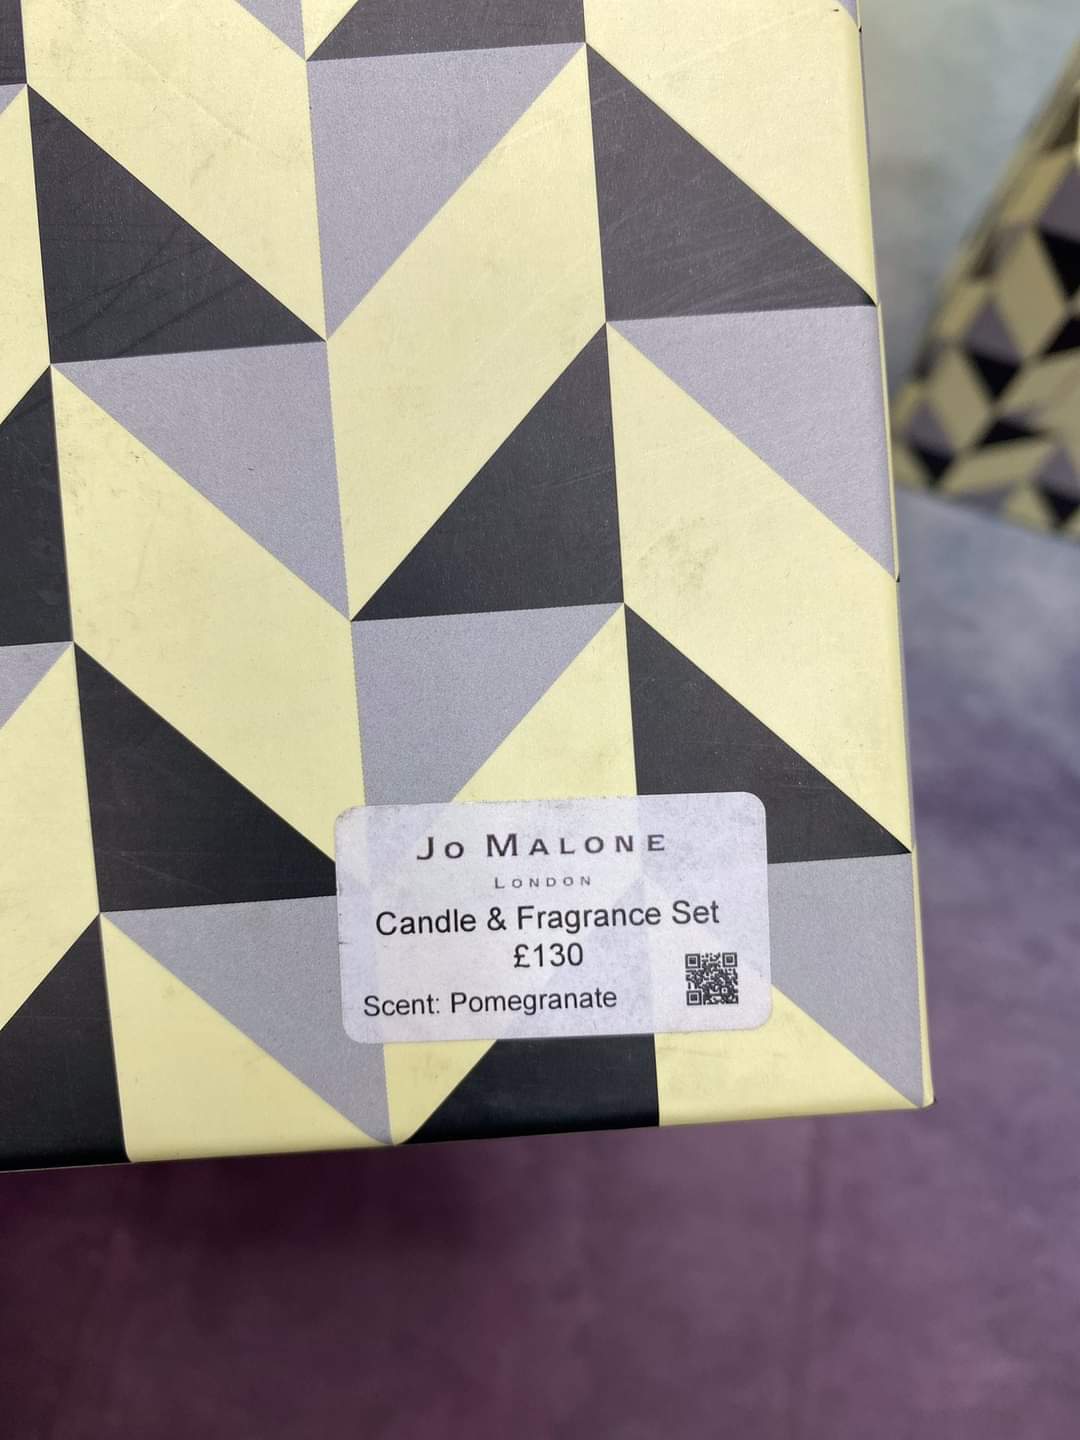 JO MALONE
LONDON
Candle & Fragrance Set
£130
Scent: Pomegranate